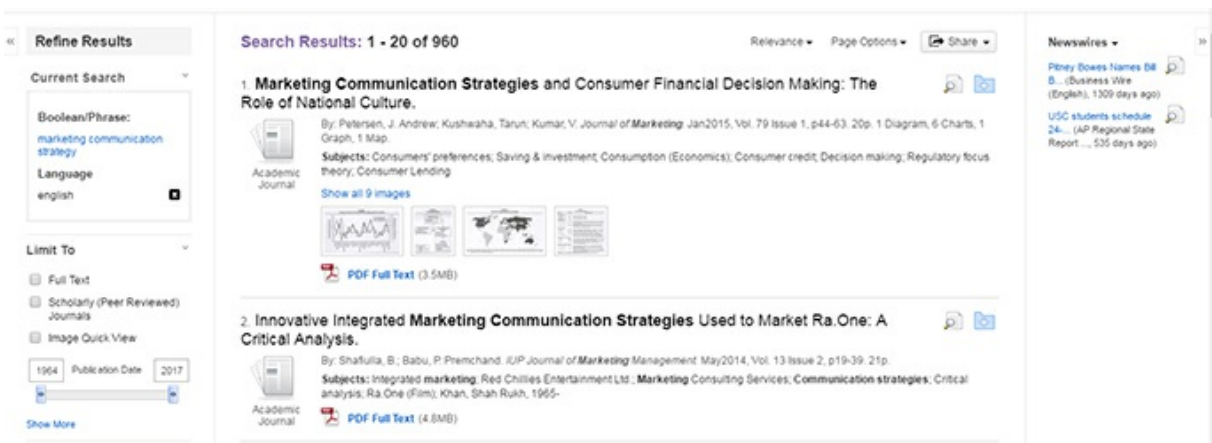 Refine Results
Current Search
Boolean/Phrase:
marketing communication
strategy
Language
english
Limit To
Full Text
Scholarly (Peer Reviewed)
Journals
Image Quick View
1964 Publication Date 2017
Show More
Search Results: 1 - 20 of 960
Relevance Page Options Share
1. Marketing Communication Strategies and Consumer Financial Decision Making: The
Role of National Culture.
Academic
Journal
By: Petersen, J. Andrew; Kushwaha, Tarun; Kumar, V. Journal of Marketing. Jan2015, Vol. 79 Issue 1, p44-63. 20p. 1 Diagram, 6 Charts, 1
Graph, 1 Map.
Subjects: Consumers' preferences; Saving & investment; Consumption (Economics); Consumer credit; Decision making; Regulatory focus
theory; Consumer Lending
Show all 9 images
PDF Full Text (3.5MB)
2. Innovative Integrated Marketing Communication Strategies Used to Market Ra.One: A
Critical Analysis.
Academic
Journal
By: Shafiulla, B.; Babu, P. Premchand. IUP Journal of Marketing Management. May2014, Vol. 13 Issue 2, p19-39. 21p.
Subjects: Integrated marketing; Red Chillies Entertainment Ltd.; Marketing Consulting Services; Communication strategies; Critical
analysis; Ra.One (Film); Khan, Shah Rukh, 1965-
PDF Full Text (4.8MB)
Newswires
Pitney Bowes Names Bill
B... (Business Wire
(English), 1309 days ago)
USC students schedule
24-... (AP Regional State
Report ..., 535 days ago)